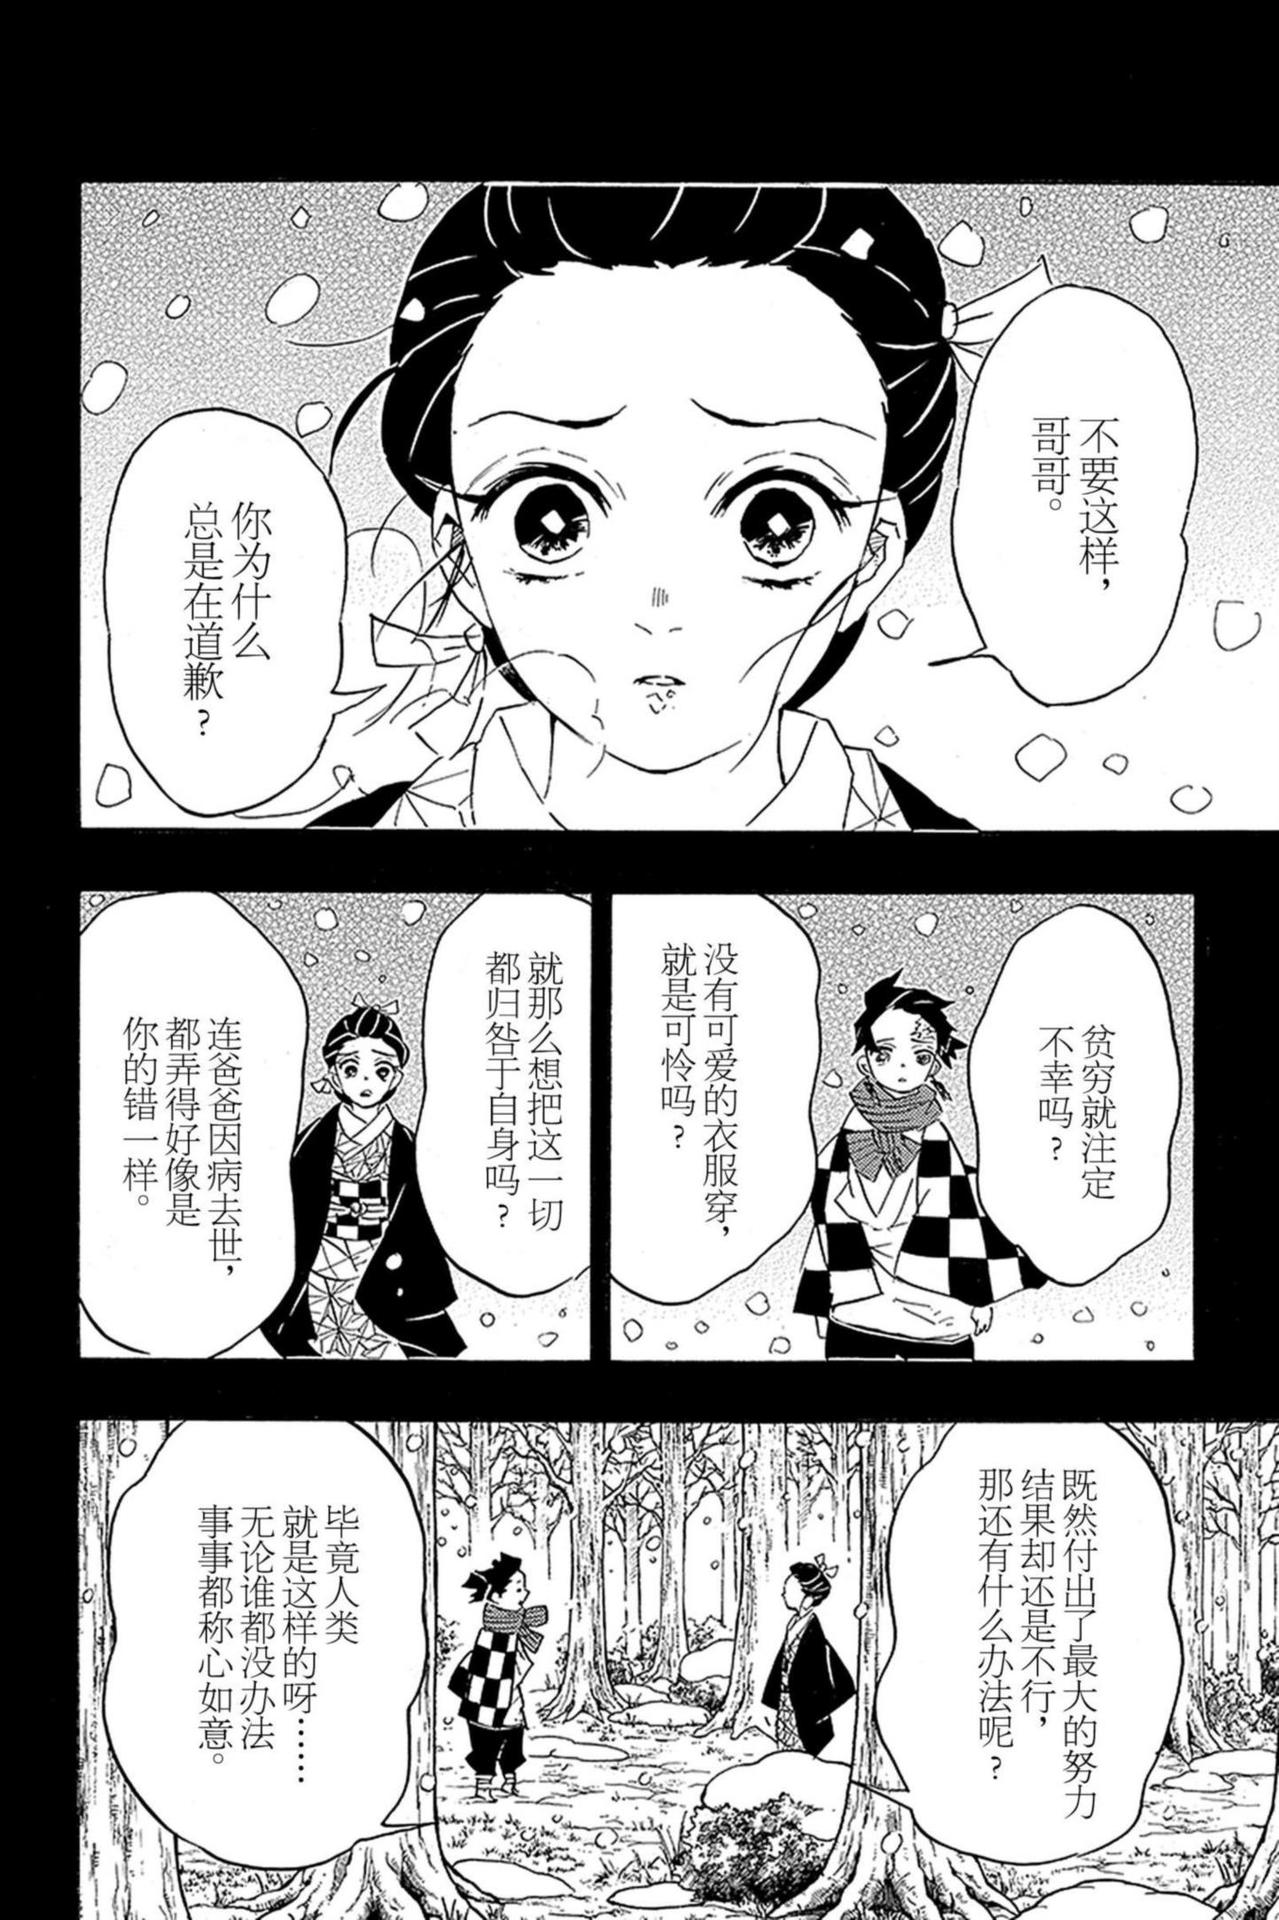 不要这样，
哥哥。
你为什么
总是在道歉？
贫穷就注定
不幸吗？
没有可爱的衣服穿，
就是可怜吗？
就那么想把这一切
都归咎于自身吗？
连爸爸因病去世，
都弄得好像是
你的错一样。
既然付出了最大的努力
结果却还是不行，
那还有什么办法呢？
毕竟人类
就是这样的呀……
无论谁都没办法
事事都称心如意。